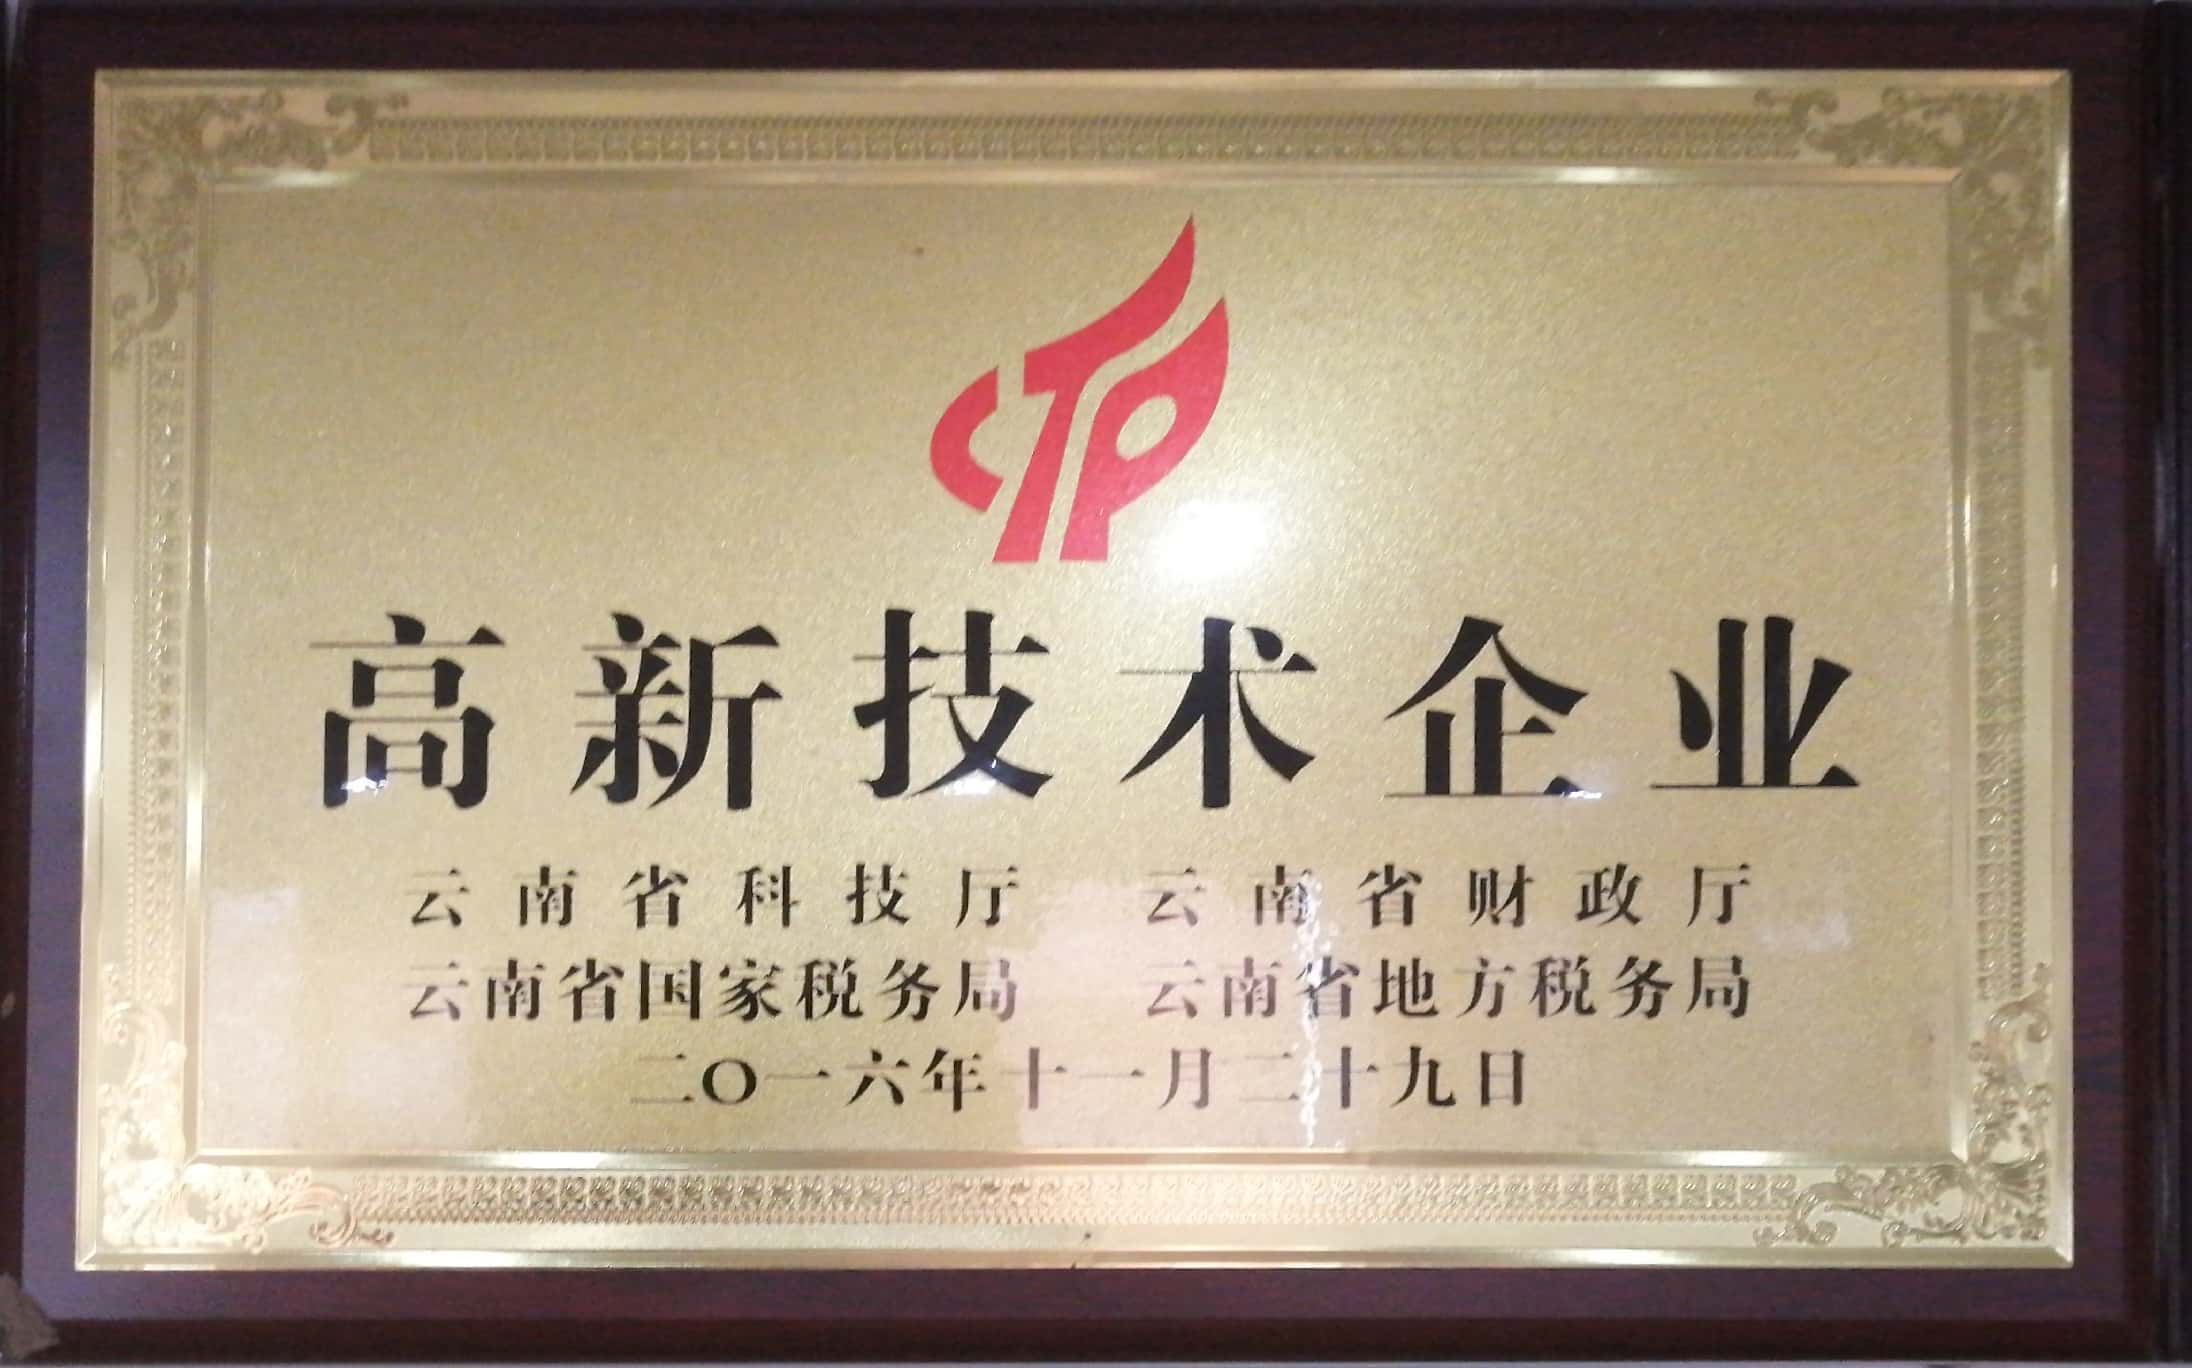 CTP
高新技术企业
云南省科技厅 云南省财政厅
云南省国家税务局 云南省地方税务局
二〇一六年十一月二十九日